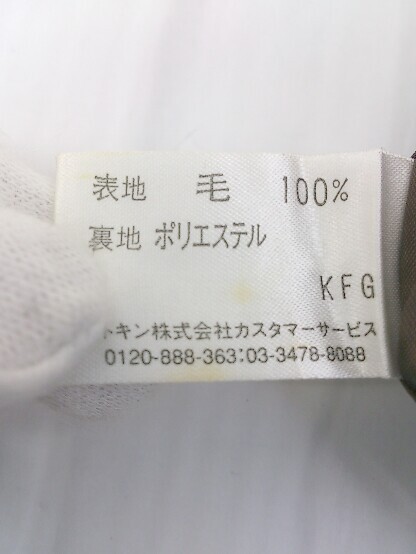 表地 毛 100%
裏地 ポリエステル
KFG
トキン株式会社カスタマーサービス
0120-888-363:03-3478-8088